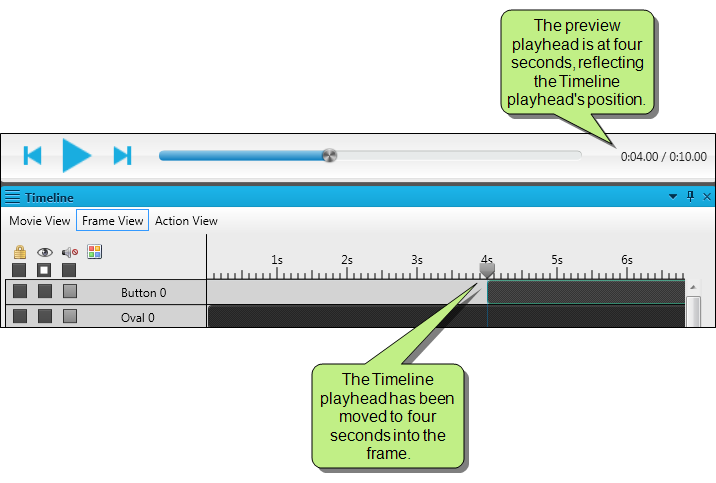 The preview
playhead is at four
seconds, reflecting
the Timeline
playhead's position.
0:04.00 / 0:10.00
Timeline
Movie View Frame View Action View
1s 2s 3s 4s 5s 6s
Button 0
Oval 0
The Timeline
playhead has been
moved to four
seconds into the
frame.